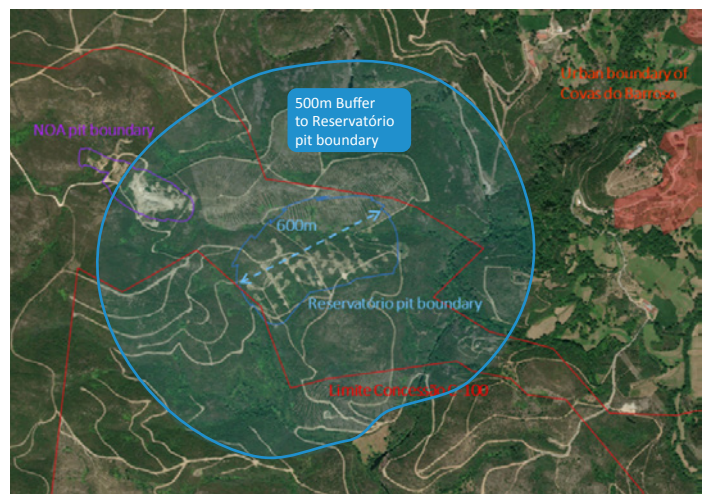 500m Buffer
to Reservatório
pit boundary
Urban boundary of
Covas do Barroso
NOA pit boundary
600m
Reservatório pit boundary
Limite Concessão C-100